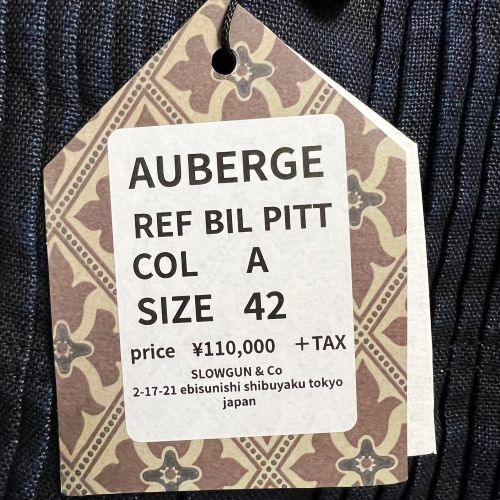 AUBERGE
REF BIL PITT
COL A
SIZE 42
price ¥110,000 +TAX
SLOWGUN & Co
2-17-21 ebisunishi shibuyaku tokyo
japan